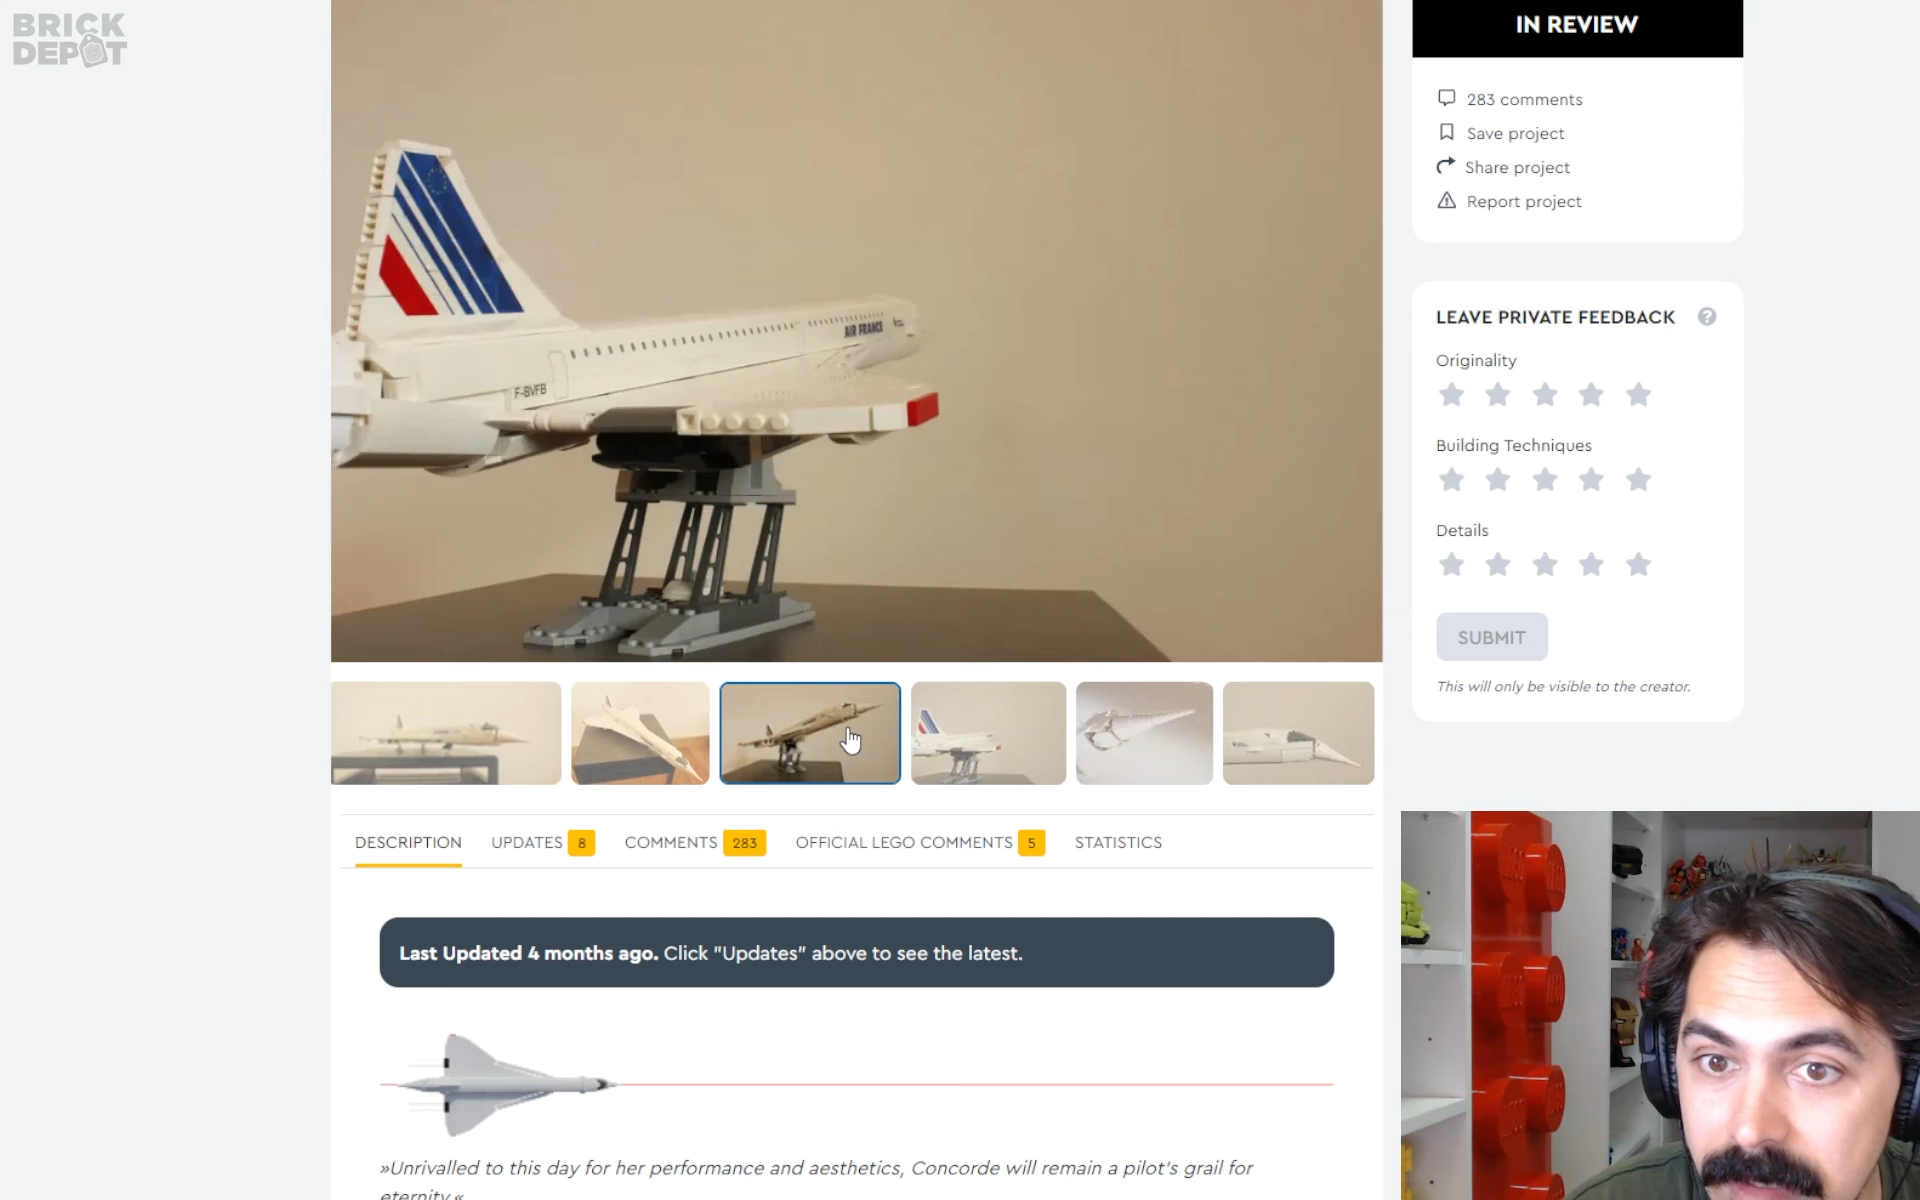 BRICK
DEPOT
IN REVIEW
283 comments
Save project
Share project
Report project
AIR FRANCE
F-BVFB
LEAVE PRIVATE FEEDBACK ?
Originality
Building Techniques
Details
SUBMIT
This will only be visible to the creator.
DESCRIPTION UPDATES 8 COMMENTS 283 OFFICIAL LEGO COMMENTS 5 STATISTICS
Last Updated 4 months ago. Click "Updates" above to see the latest.
»Unrivalled to this day for her performance and aesthetics, Concorde will remain a pilot's grail for
eternity.«